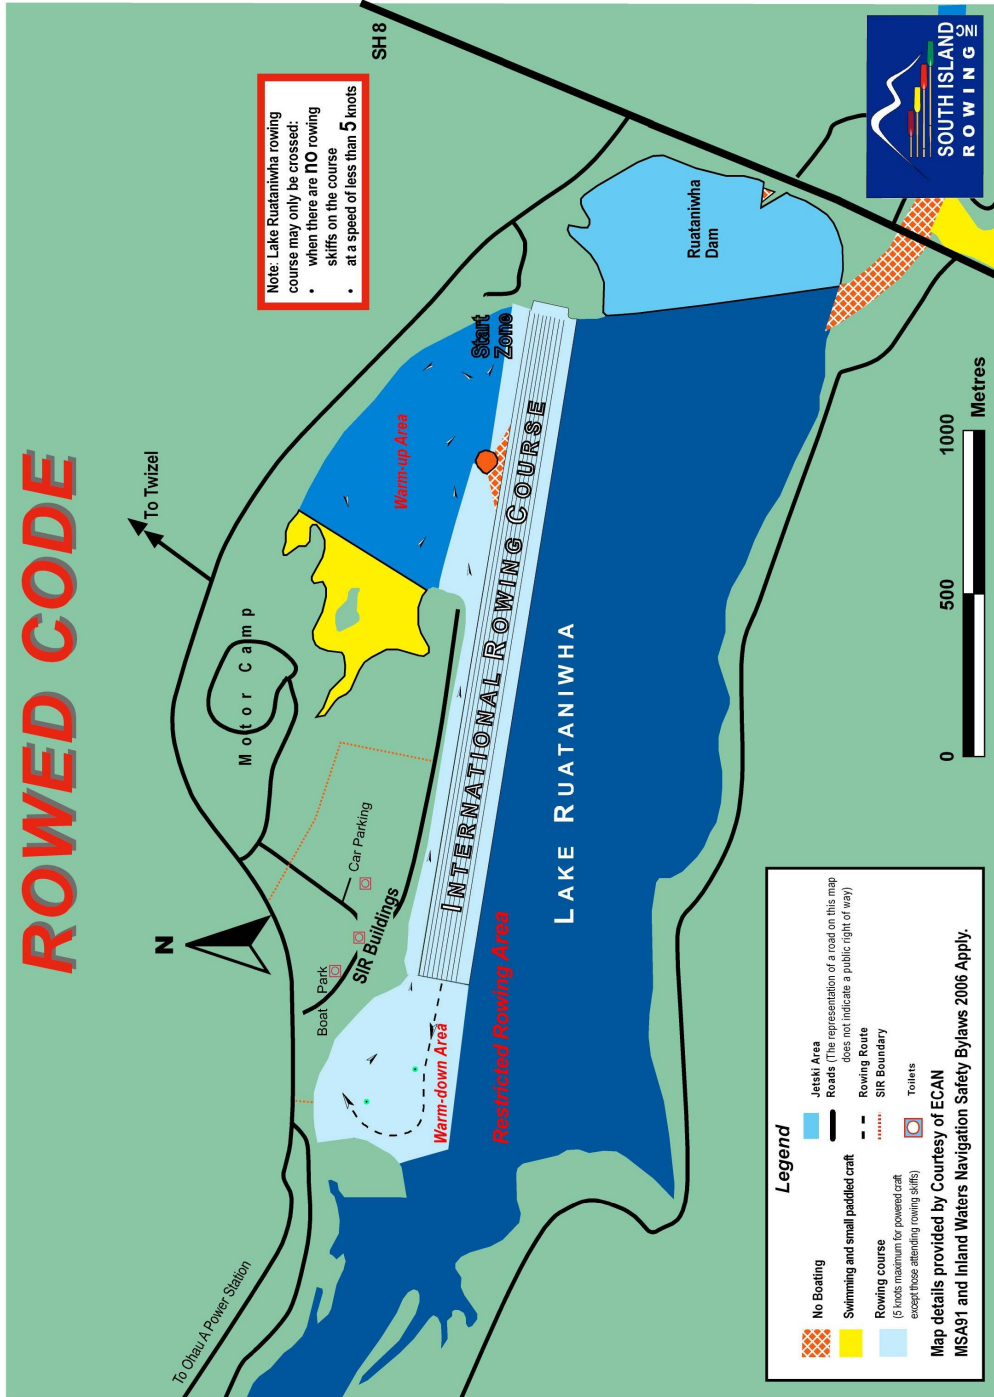 ROWED CODE
To Twizel
SH8
Note: Lake Ruataniwha rowing
course may only be crossed:
• when there are no rowing
skiffs on the course
• at a speed of less than 5 knots
N
Motor Camp
To Ohau A Power Station
Boat Park
Car Parking
SIR Buildings
Warm-up Area
Start
Zone
Ruataniwha
Dam
INTERNATIONAL ROWING COURSE
Warm-down Area
Restricted Rowing Area
LAKE RUATANIWHA
SOUTH ISLAND
ROWING INC
0 500 1000
Metres
Legend
No Boating
Swimming and small paddled craft
Rowing course
(5 knots maximum for powered craft
except those attending rowing skiffs)
Jetski Area
Roads (The representation of a road on this map
does not indicate a public right of way)
Rowing Route
SIR Boundary
Toilets
Map details provided by Courtesy of ECAN
MSA91 and Inland Waters Navigation Safety Bylaws 2006 Apply.